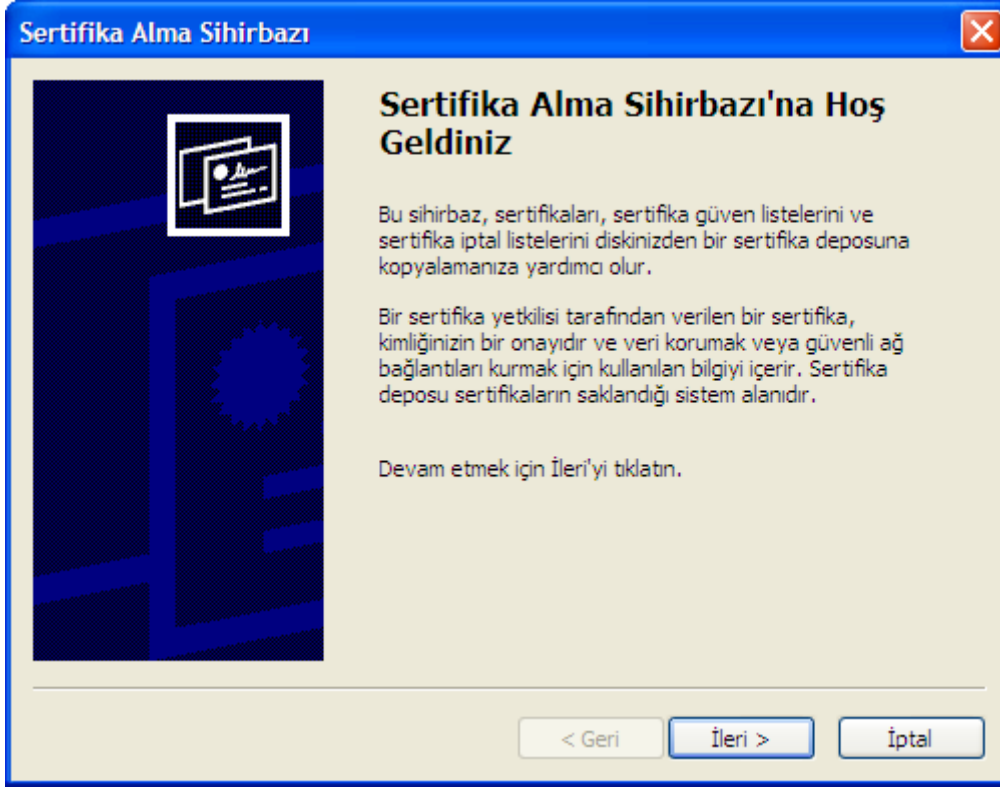 Sertifika Alma Sihirbazı
Sertifika Alma Sihirbazı'na Hoş
Geldiniz
Bu sihirbaz, sertifikaları, sertifika güven listelerini ve
sertifika iptal listelerini diskinizden bir sertifika deposuna
kopyalamanıza yardımcı olur.
Bir sertifika yetkilisi tarafından verilen bir sertifika,
kimliğinizin bir onayıdır ve veri korumak veya güvenli ağ
bağlantıları kurmak için kullanılan bilgiyi içerir. Sertifika
deposu sertifikaların saklandığı sistem alanıdır.
Devam etmek için İleri'yi tıklatın.
< Geri İleri > İptal